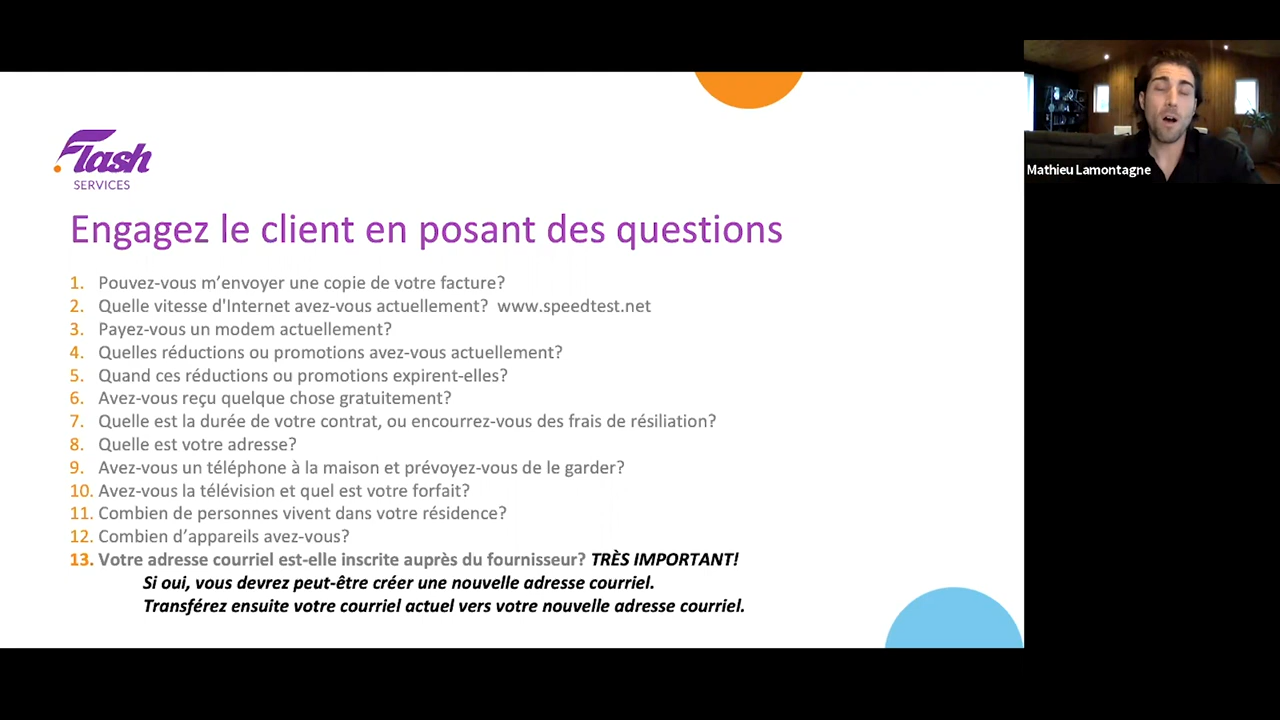 Flash
SERVICES
Engagez le client en posant des questions
1. Pouvez-vous m’envoyer une copie de votre facture?
2. Quelle vitesse d'Internet avez-vous actuellement? www.speedtest.net
3. Payez-vous un modem actuellement?
4. Quelles réductions ou promotions avez-vous actuellement?
5. Quand ces réductions ou promotions expirent-elles?
6. Avez-vous reçu quelque chose gratuitement?
7. Quelle est la durée de votre contrat, ou encourrez-vous des frais de résiliation?
8. Quelle est votre adresse?
9. Avez-vous un téléphone à la maison et prévoyez-vous de le garder?
10. Avez-vous la télévision et quel est votre forfait?
11. Combien de personnes vivent dans votre résidence?
12. Combien d’appareils avez-vous?
13. Votre adresse courriel est-elle inscrite auprès du fournisseur? TRÈS IMPORTANT!
Si oui, vous devrez peut-être créer une nouvelle adresse courriel.
Transférez ensuite votre courriel actuel vers votre nouvelle adresse courriel.
Mathieu Lamontagne